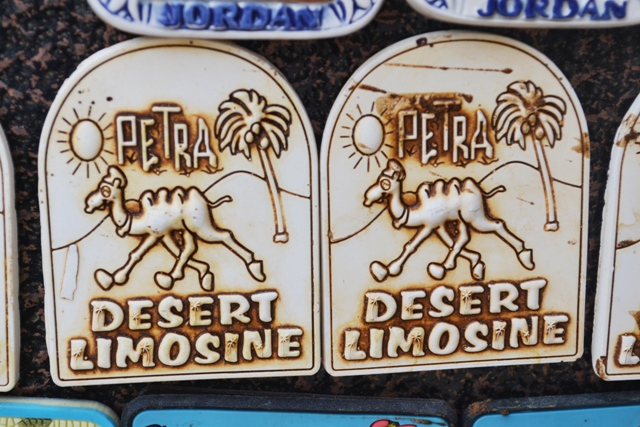 JORDAN
JORDAN
PETRA
DESERT
LIMOSINE
PETRA
DESERT
LIMOSINE